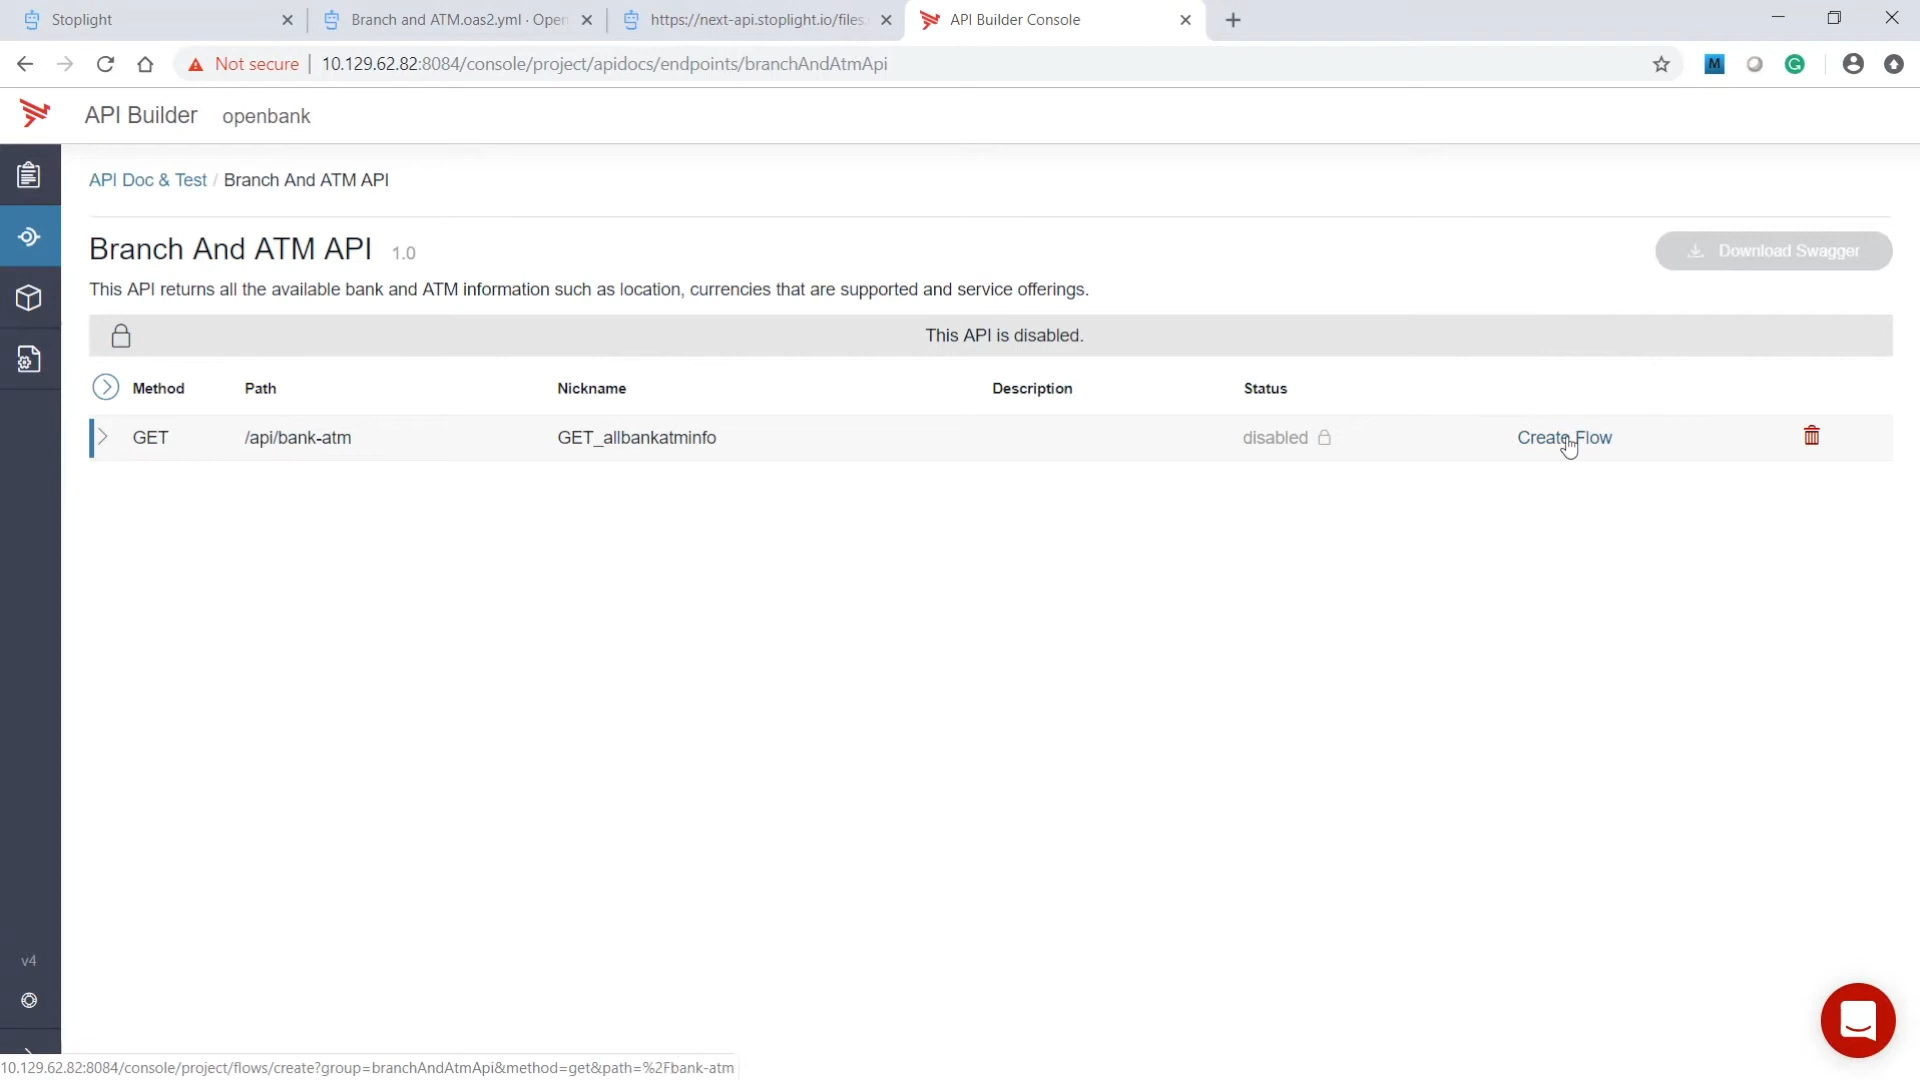 Stoplight
Branch and ATM.oas2.yml · Open
https://next-api.stoplight.io/files.
API Builder Console
Not secure 10.129.62.82:8084/console/project/apidocs/endpoints/branchAndAtmApi
M
G
API Builder openbank
API Doc & Test / Branch And ATM API
Branch And ATM API 1.0
Download Swagger
This API returns all the available bank and ATM information such as location, currencies that are supported and service offerings.
This API is disabled.
Method Path Nickname Description Status
GET /api/bank-atm GET_allbankatminfo disabled Create Flow
v4
10.129.62.82:8084/console/project/flows/create?group=branchAndAtmApi&method=get&path=%2Fbank-atm